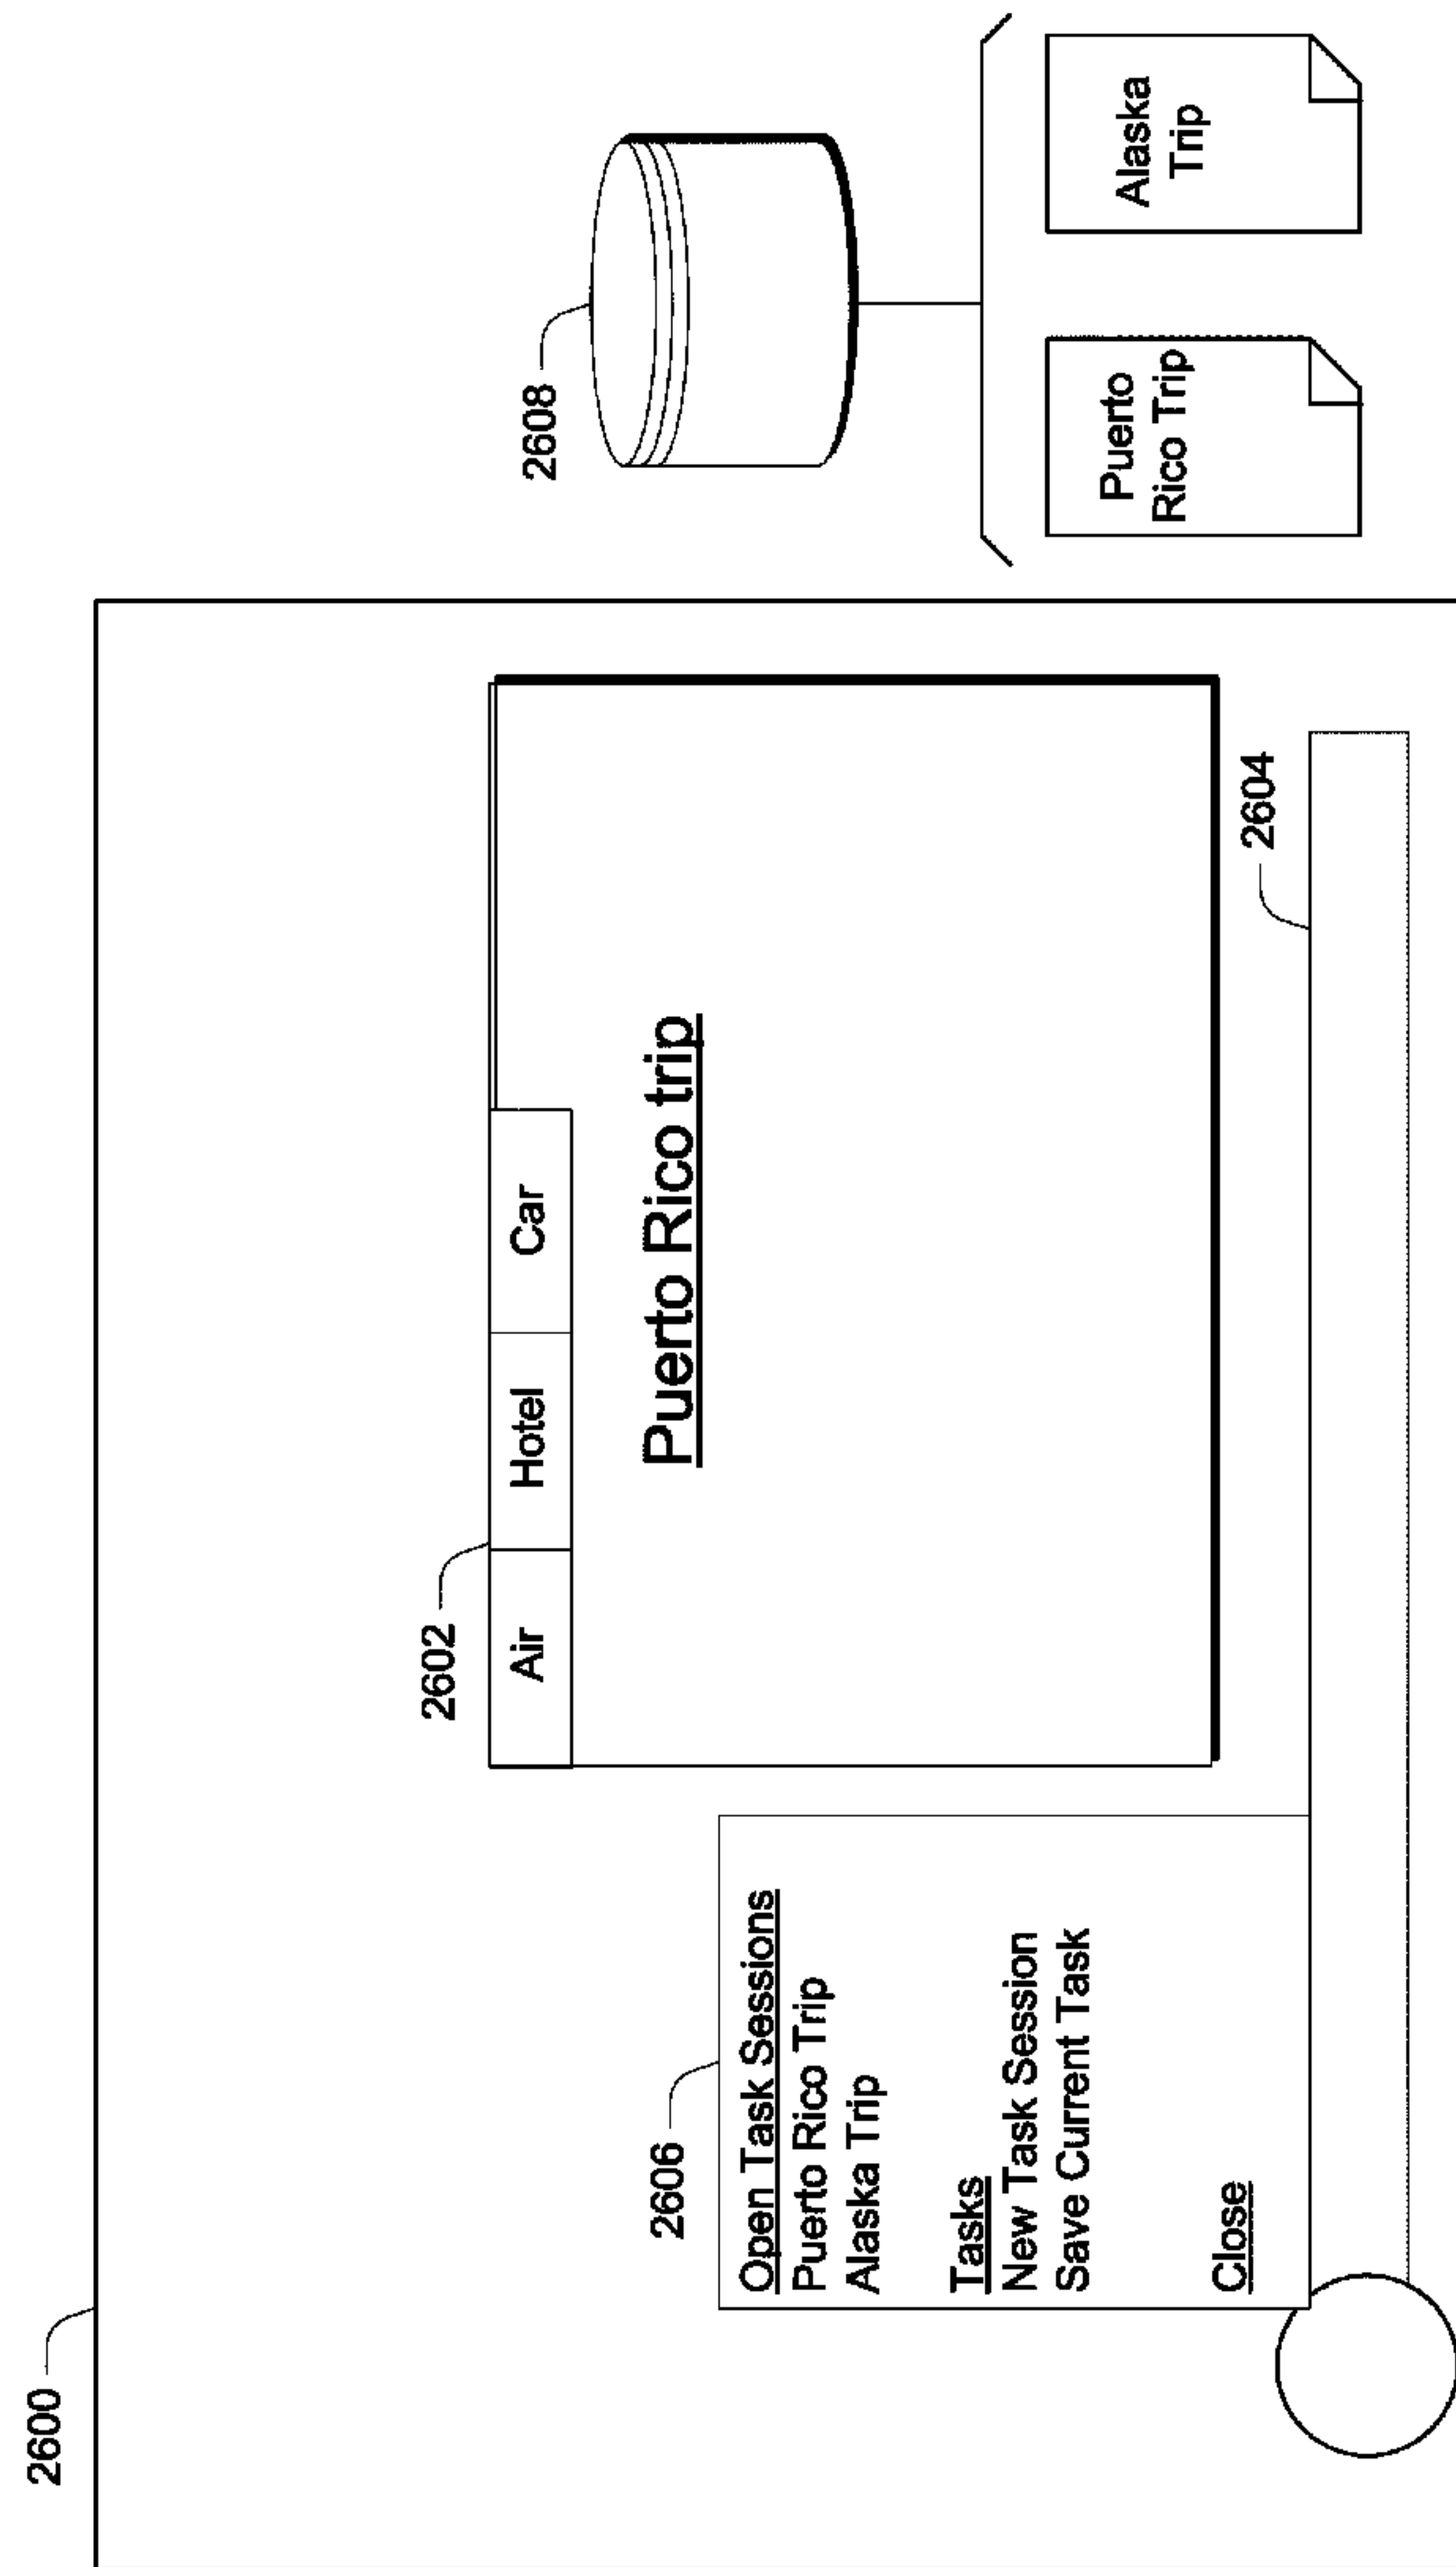 2600
2602
Air
Hotel
Car
Puerto Rico trip
2606
Open Task Sessions
Puerto Rico Trip
Alaska Trip
Tasks
New Task Session
Save Current Task
Close
2604
2608
Puerto
Rico Trip
Alaska
Trip